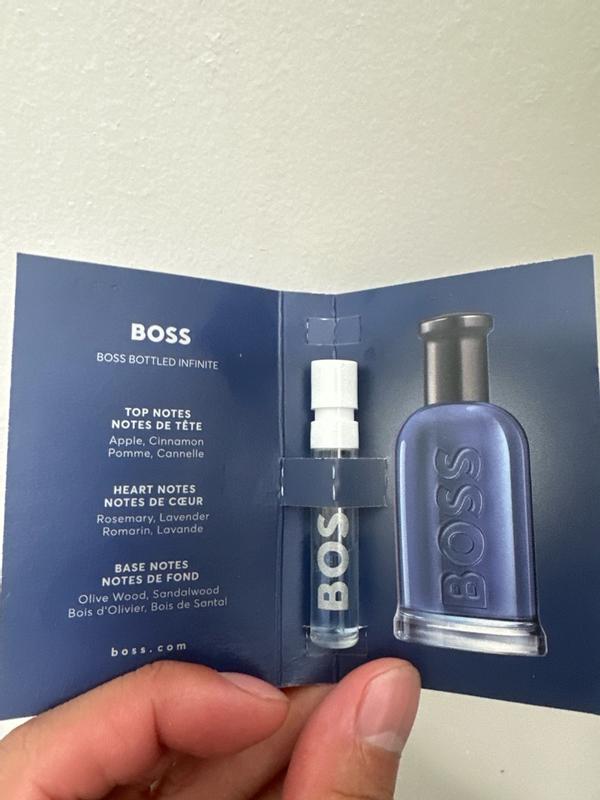 BOSS
BOSS BOTTLED INFINITE
TOP NOTES
NOTES DE TÊTE
Apple, Cinnamon
Pomme, Cannelle
HEART NOTES
NOTES DE CŒUR
Rosemary, Lavender
Romarin, Lavande
BASE NOTES
NOTES DE FOND
Olive Wood, Sandalwood
Bois d'Olivier, Bois de Santal
boss.com
BOS
BOSS